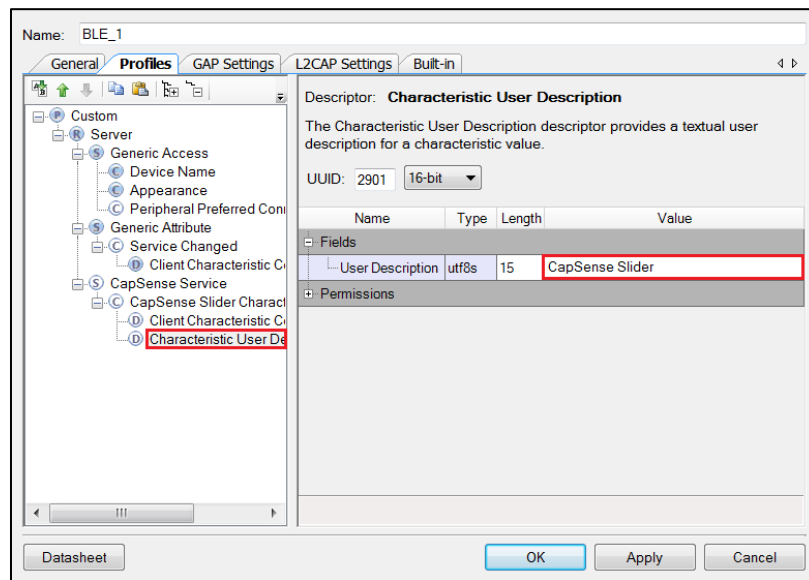 Name: BLE_1
General Profiles GAP Settings L2CAP Settings Built-in
Custom
Server
Generic Access
Device Name
Appearance
Peripheral Preferred Conn
Generic Attribute
Service Changed
Client Characteristic C
CapSense Service
CapSense Slider Charact
Client Characteristic C
Characteristic User De
Descriptor: Characteristic User Description
The Characteristic User Description descriptor provides a textual user
description for a characteristic value.
UUID: 2901 16-bit
Name Type Length Value
Fields
User Description utf8s 15 CapSense Slider
Permissions
Datasheet OK Apply Cancel